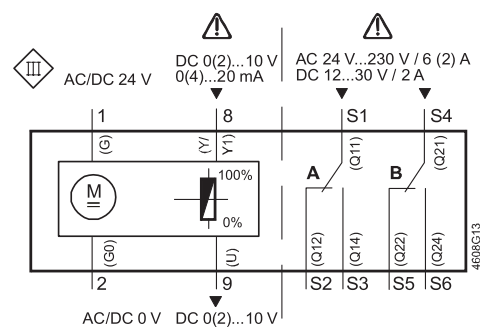 III
AC/DC 24 V
DC 0(2)...10 V
0(4)...20 mA
AC 24 V...230 V / 6 (2) A
DC 12...30 V / 2 A
1
8
S1
S4
(G)
(Y/
Y1)
(Q11)
(Q21)
M
100%
0%
A
B
(G0)
(U)
(Q12)
(Q14)
(Q22)
(Q24)
2
9
S2
S3
S5
S6
AC/DC 0 V
DC 0(2)...10 V
4608G13